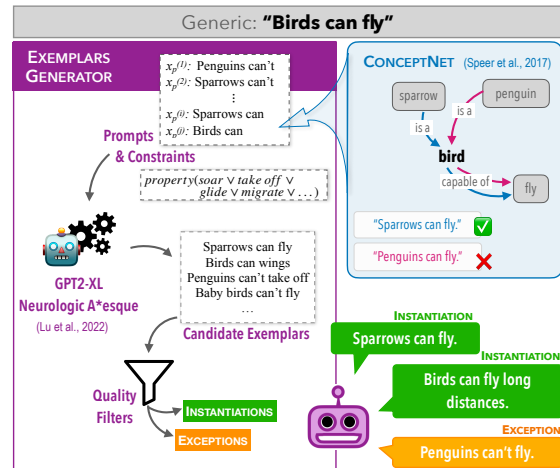 Generic: “Birds can fly”
EXEMPLARS
GENERATOR
xp(1): Penguins can't
xp(2): Sparrows can't
⋮
xp(i): Sparrows can
xn(i): Birds can
Prompts
& Constraints
property(soar ∨ take off ∨
glide ∨ migrate ∨ …)
GPT2-XL
Neurologic A*esque
(Lu et al., 2022)
Sparrows can fly
Birds can wings
Penguins can't take off
Baby birds can't fly
…
Candidate Exemplars
Quality
Filters
INSTANTIATIONS
EXCEPTIONS
CONCEPTNET (Speer et al., 2017)
sparrow
penguin
is a
is a
bird
capable of
fly
“Sparrows can fly.”
“Penguins can fly.”
INSTANTIATION
Sparrows can fly.
INSTANTIATION
Birds can fly long
distances.
EXCEPTION
Penguins can't fly.